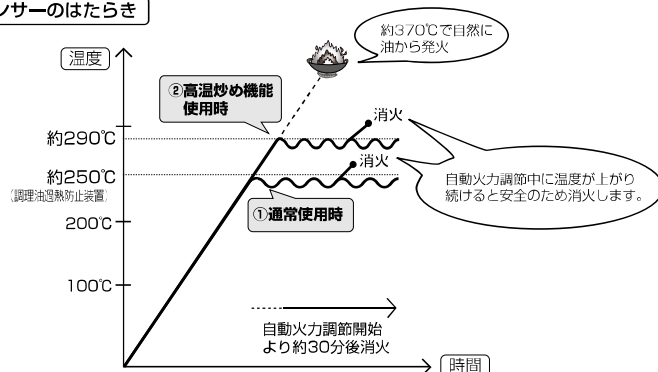 ンサーのはたらき
温度
約370℃で自然に
油から発火
②高温炒め機能
使用時
消火
約290℃
消火
約250℃
(調理油過熱防止装置)
自動火力調節中に温度が上がり
続けると安全のため消火します。
①通常使用時
200℃
100℃
自動火力調節開始
より約30分後消火
時間